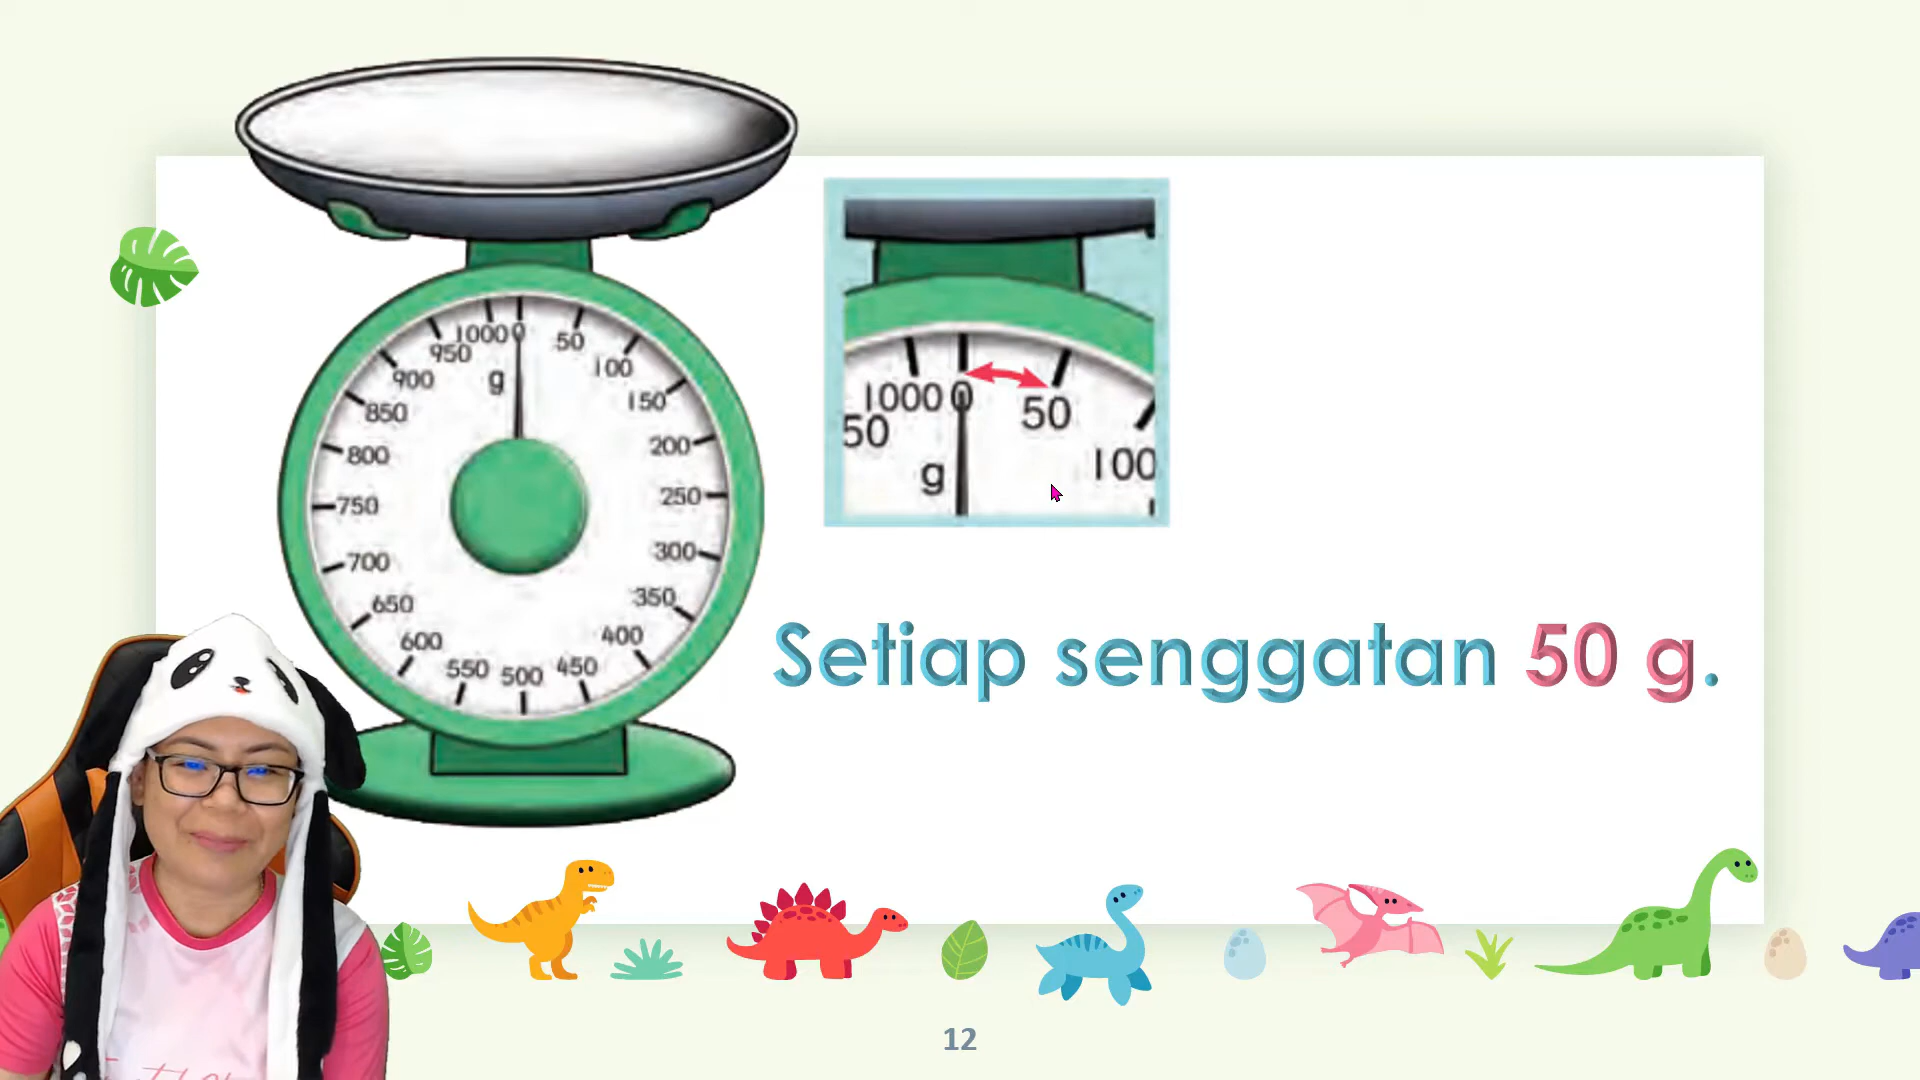 1000 0 50
950 100
g
900
850 150
800 200
750 250
700 300
650 350
600 400
550 500 450
1000 0 50
50
100
g
Setiap senggatan 50 g.
12